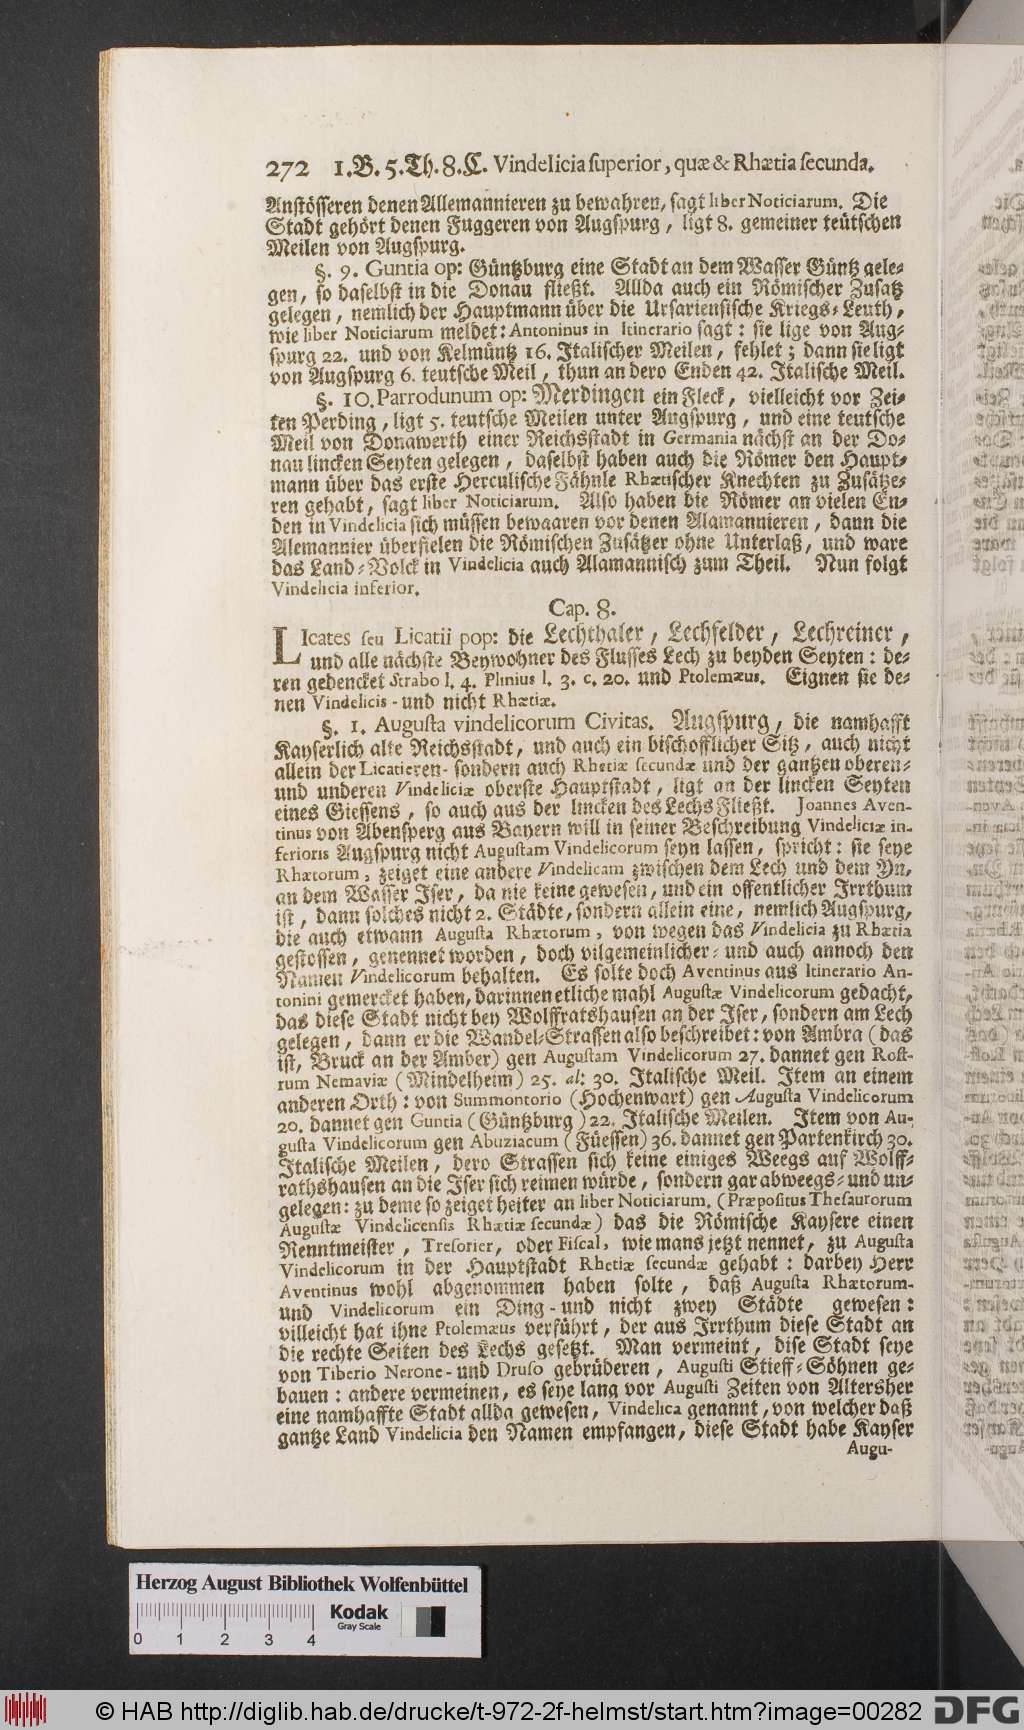 272 1. B. 5. Th. 8. C. Vindelicia superior, quæ & Rhætia secunda.
Anstösseren denen Allemannieren zu bewahren, sagt liber Noticiarum. Die
Stadt gehört denen Fuggeren von Augspurg, ligt 8. gemeiner teütschen
Meilen von Augspurg.
§. 9. Guntia op: Güntzburg eine Stadt an dem Wasser Güntz gele-
gen, so daselbst in die Donau fließt. Allda auch ein Römischer Zusatz
gelegen, nemlich der Hauptmann über die Ursariensische Kriegs-Leuth,
wie liber Noticiarum meldet: Antoninus in Itinerario sagt: sie lige von Aug-
spurg 22. und von Kelmüntz 16. Italischer Meilen, fehlet; dann sie ligt
von Augspurg 6. teutsche Meil, thun an dero Enden 42. Italische Meil.
§. 10. Parrodunum op: Merdingen ein Fleck, vielleicht vor Zei-
ten Perding, ligt 5. teutsche Meilen unter Augspurg, und eine teutsche
Meil von Donawerth einer Reichsstadt in Germania nächst an der Do-
nau lincken Seyten gelegen, daselbst haben auch die Römer den Haupt-
mann über das erste Herculische Fähnle Rhætischer Knechten zu Zusätze-
ren gehabt, sagt liber Noticiarum. Also haben die Römer an vielen En-
den in Vindelicia sich müssen bewaaren vor denen Alamannieren, dann die
Alemannier überfielen die Römischen Zusätzer ohne Unterlaß, und ware
das Land-Volck in Vindelicia auch Alamannisch zum Theil. Nun folgt
Vindelicia inferior.
Cap. 8.
LIcates seu Licatii pop: die Lechthaler, Lechfelder, Lechreiner,
und alle nächste Beywohner des Flusses Lech zu beyden Seyten: de-
ren gedencket Strabo l. 4. Plinius l. 3. c. 20. und Ptolemæus. Eignen sie de-
nen Vindelicis - und nicht Rhætiæ.
§. 1. Augusta vindelicorum Civitas. Augspurg, die namhafft
Kayserlich alte Reichsstadt, und auch ein bischofflicher Sitz, auch nicht
allein der Licatieren- sondern auch Rhetiæ secundæ und der gantzen oberen-
und underen Vindeliciæ oberste Hauptstadt, ligt an der lincken Seyten
eines Giessens, so auch aus der lincken des Lechs Fließt. Joannes Aven-
tinus von Abensperg aus Bayern will in seiner Beschreibung Vindeliciæ in-
ferioris Augspurg nicht Augustam Vindelicorum seyn lassen, spricht: sie seye
Rhætorum, zeiget eine andere Vindelicam zwischen dem Lech und dem Yn,
an dem Wasser Iser, da nie keine gewesen, und ein offentlicher Irrthum
ist, dann solches nicht 2. Städte, sondern allein eine, nemlich Augspurg,
die auch etwann Augusta Rhætorum, von wegen das Vindelicia zu Rhætia
gestossen, genennet worden, doch vilgemeinlicher- und auch annoch den
Namen Vindelicorum behalten. Es solte doch Aventinus aus Itinerario An-
tonini gemercket haben, darinnen etliche mahl Augustæ Vindelicorum gedacht,
das diese Stadt nicht bey Wolffratshausen an der Iser, sondern am Lech
gelegen, dann er die Wandel-Strassen also beschreibet: von Ambra (das
ist, Bruck an der Amber) gen Augustam Vindelicorum 27. dannet gen Rost-
rum Nemaviæ (Mindelheim) 25. al: 30. Italische Meil. Item an einem
anderen Orth: von Summontorio (Hochenwart) gen Augusta Vindelicorum
20. dannet gen Guntia (Güntzburg) 22. Italische Meilen. Item von Au-
gusta Vindelicorum gen Abuziacum (Füessen) 36. dannet gen Partenkirch 30.
Italische Meilen, dero Strassen sich keine einiges Weegs auf Wolff-
rathshausen an die Iser sich reimen würde, sondern gar abweegs- und un-
gelegen: zu deme so zeiget heiter an liber Noticiarum. (Præpositus Thesaurorum
Augustæ Vindelicensis Rhætiæ secundæ) das die Römische Kaysere einen
Renntmeister, Tresorier, oder Fiscal, wie mans jetzt nennet, zu Augusta
Vindelicorum in der Hauptstadt Rhetiæ secundæ gehabt: darbey Herr
Aventinus wohl abgenommen haben solte, daß Augusta Rhætorum-
und Vindelicorum ein Ding - und nicht zwey Städte gewesen:
villeicht hat ihne Ptolemæus verführt, der aus Irrthum diese Stadt an
die rechte Seiten des Lechs gesetzt. Man vermeint, dise Stadt seye
von Tiberio Nerone - und Druso gebrüderen, Augusti Stieff-Söhnen ge-
bauen: andere vermeinen, es seye lang vor Augusti Zeiten von Altersher
eine namhaffte Stadt allda gewesen, Vindelica genannt, von welcher daß
gantze Land Vindelicia den Namen empfangen, diese Stadt habe Kayser
Augu-
Herzog August Bibliothek Wolfenbüttel
Kodak
Gray Scale
0 1 2 3 4
© HAB http://diglib.hab.de/drucke/t-972-2f-helmst/start.htm?image=00282
DFG